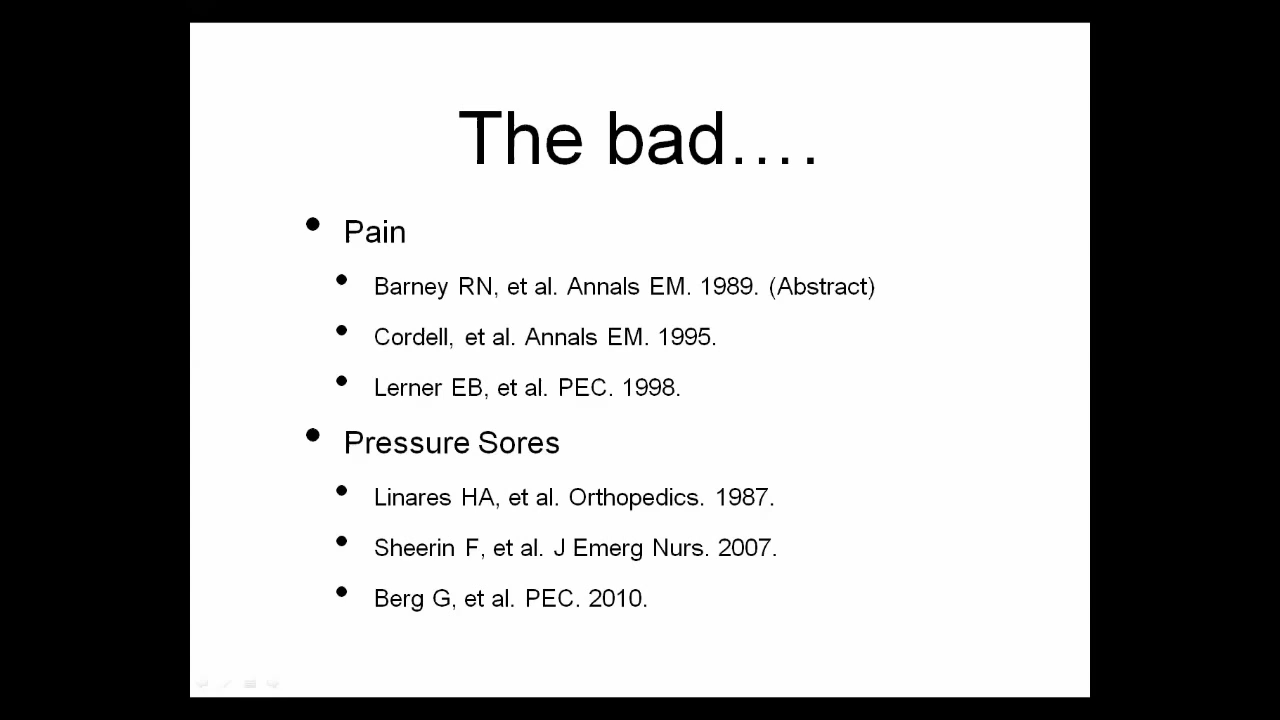 The bad....
• Pain
• Barney RN, et al. Annals EM. 1989. (Abstract)
• Cordell, et al. Annals EM. 1995.
• Lerner EB, et al. PEC. 1998.
• Pressure Sores
• Linares HA, et al. Orthopedics. 1987.
• Sheerin F, et al. J Emerg Nurs. 2007.
• Berg G, et al. PEC. 2010.